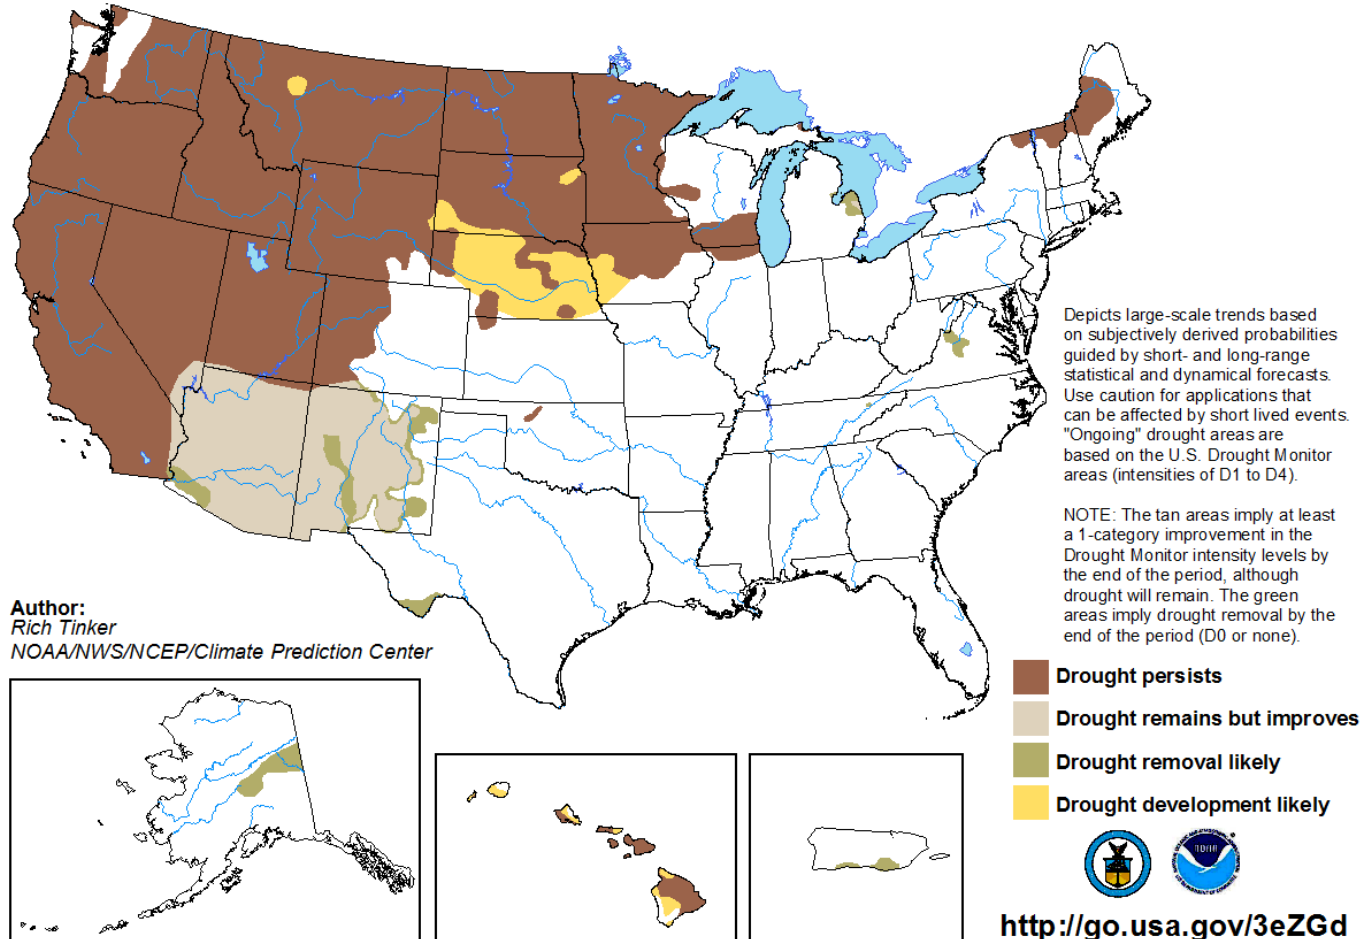 Depicts large-scale trends based
on subjectively derived probabilities
guided by short- and long-range
statistical and dynamical forecasts.
Use caution for applications that
can be affected by short lived events.
"Ongoing" drought areas are
based on the U.S. Drought Monitor
areas (intensities of D1 to D4).
NOTE: The tan areas imply at least
a 1-category improvement in the
Drought Monitor intensity levels by
the end of the period, although
drought will remain. The green
areas imply drought removal by the
end of the period (D0 or none).
Author:
Rich Tinker
NOAA/NWS/NCEP/Climate Prediction Center
Drought persists
Drought remains but improves
Drought removal likely
Drought development likely
http://go.usa.gov/3eZGd